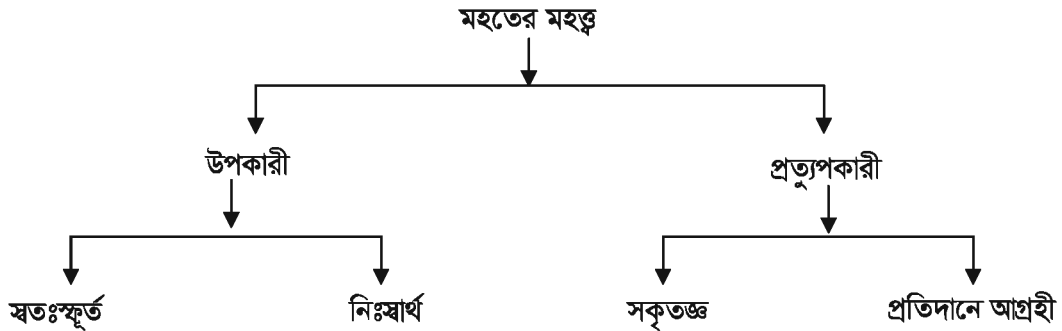 মহতের মহত্ত্ব
উপকারী প্রত্যুপকারী
স্বতঃস্ফূর্ত নিঃস্বার্থ সকৃতজ্ঞ প্রতিদানে আগ্রহী